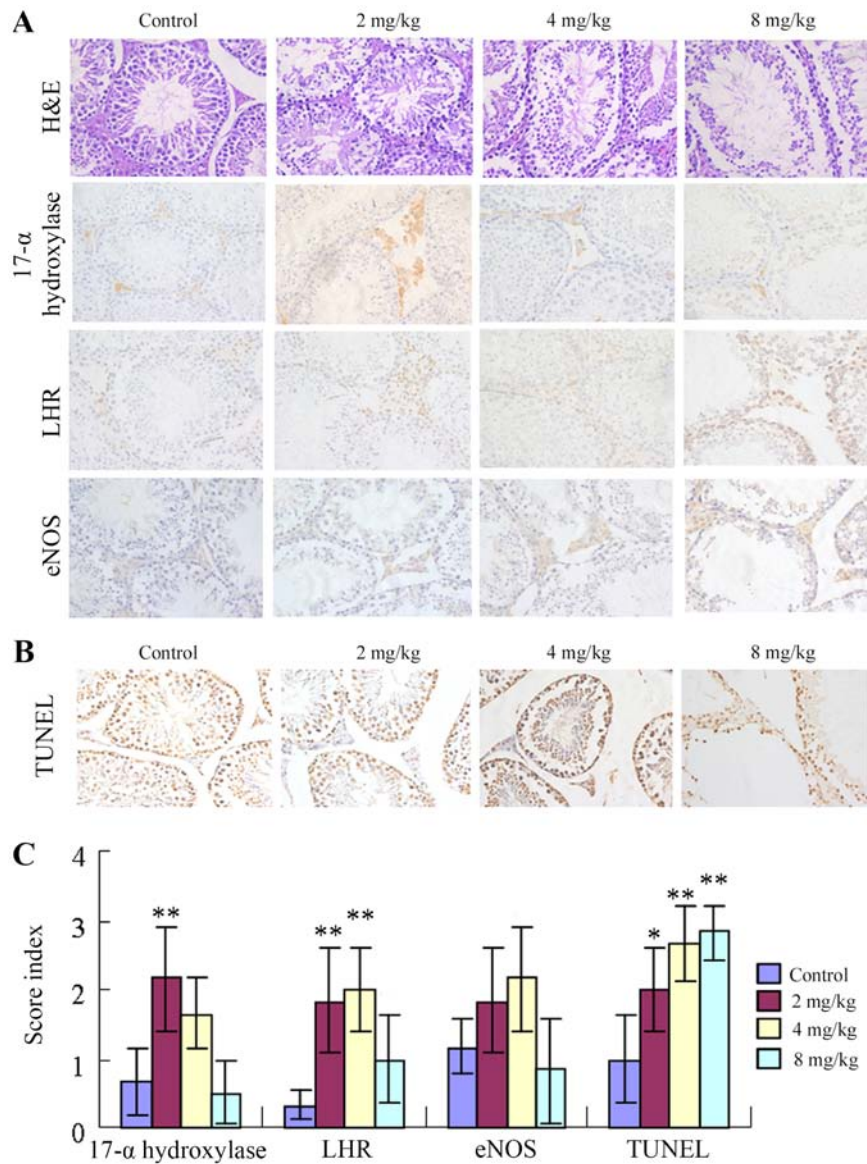 A
Control
2 mg/kg
4 mg/kg
8 mg/kg
H&E
17-α
hydroxylase
LHR
eNOS
B
Control
2 mg/kg
4 mg/kg
8 mg/kg
TUNEL
C
Score index
4
3
2
1
0
**
**
**
*
**
**
17-α hydroxylase
LHR
eNOS
TUNEL
Control
2 mg/kg
4 mg/kg
8 mg/kg